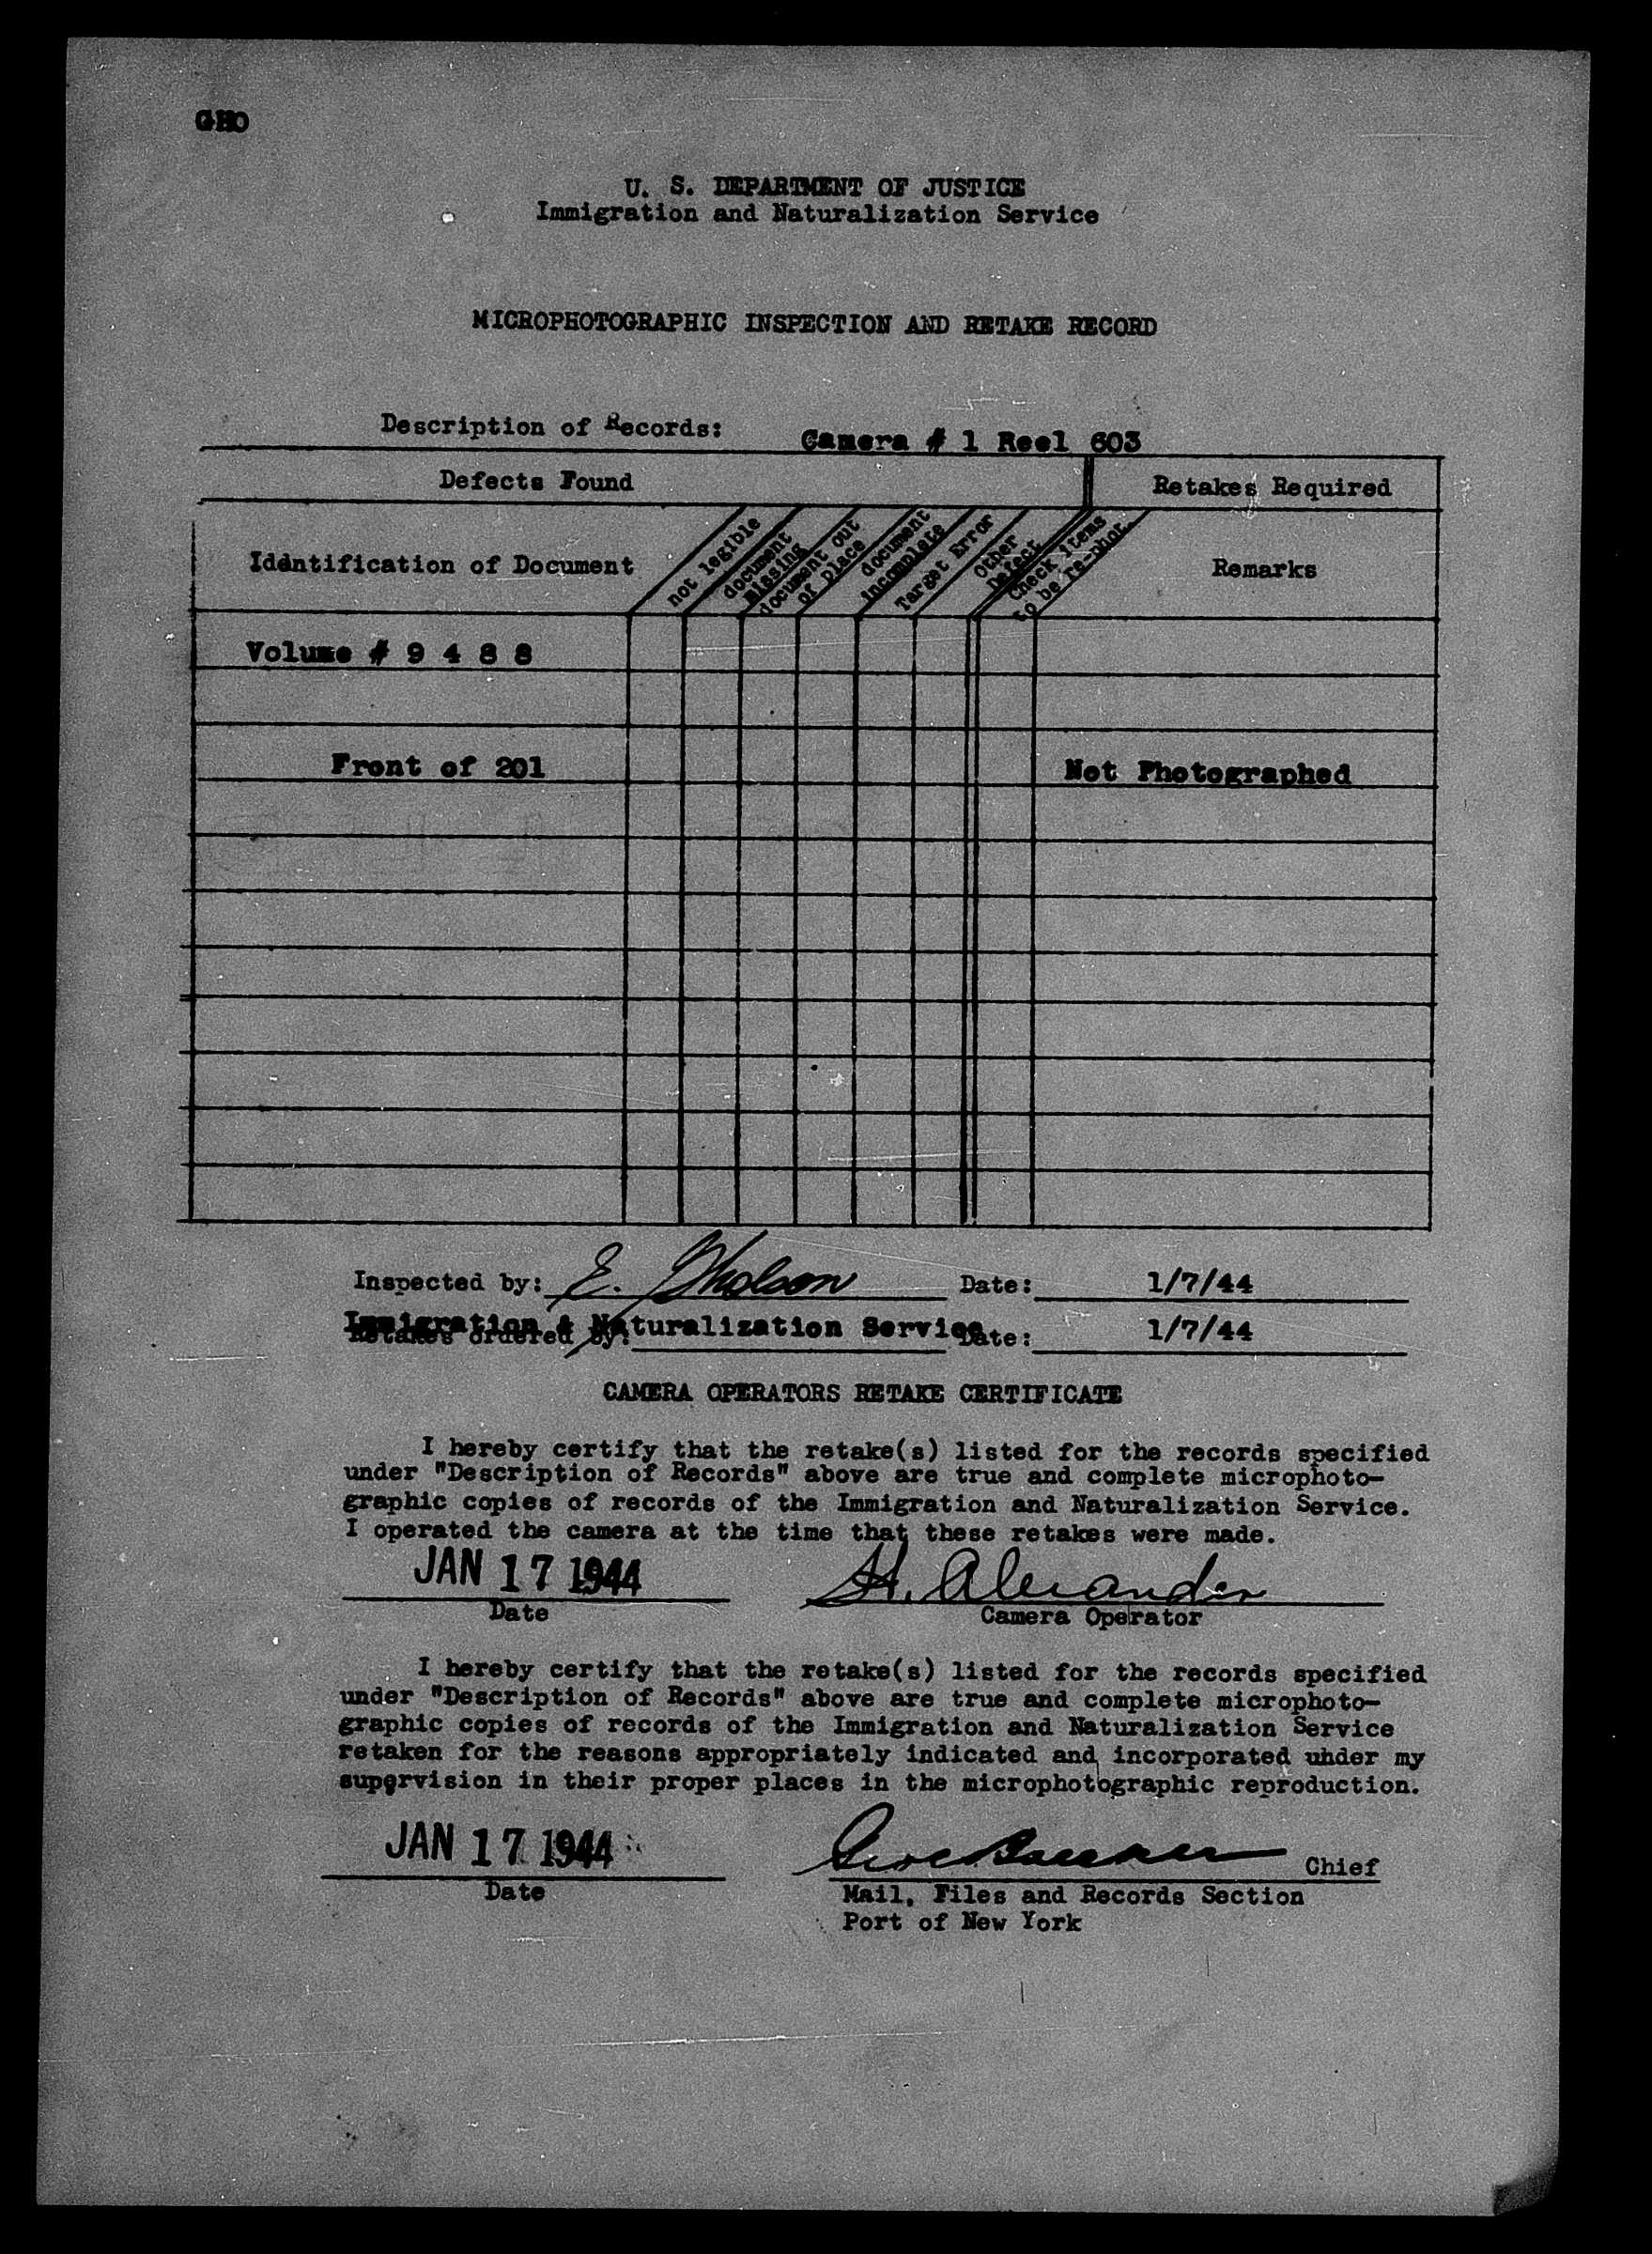 GHO
U. S. DEPARTMENT OF JUSTICE
Immigration and Naturalization Service
MICROPHOTOGRAPHIC INSPECTION AND RETAKE RECORD
Description of Records: Camera # 1 Reel 603
Defects Found
Retakes Required
Identification of Document
not legible
document
missing
document out
of place
document
incomplete
Target Error
Other
Defect
Check items
to be re-phot.
Remarks
Volume # 9 4 8 8
Front of 201
Not Photographed
Inspected by: E. Date: 1/7/44
Immigration & Naturalization Service
Retakes ordered by: Date: 1/7/44
CAMERA OPERATORS RETAKE CERTIFICATE
I hereby certify that the retake(s) listed for the records specified
under "Description of Records" above are true and complete microphoto-
graphic copies of records of the Immigration and Naturalization Service.
I operated the camera at the time that these retakes were made.
JAN 17 1944 H. Alexander
Date Camera Operator
I hereby certify that the retake(s) listed for the records specified
under "Description of Records" above are true and complete microphoto-
graphic copies of records of the Immigration and Naturalization Service
retaken for the reasons appropriately indicated and incorporated under my
supervision in their proper places in the microphotographic reproduction.
JAN 17 1944 Chief
Date Mail, Files and Records Section
Port of New York